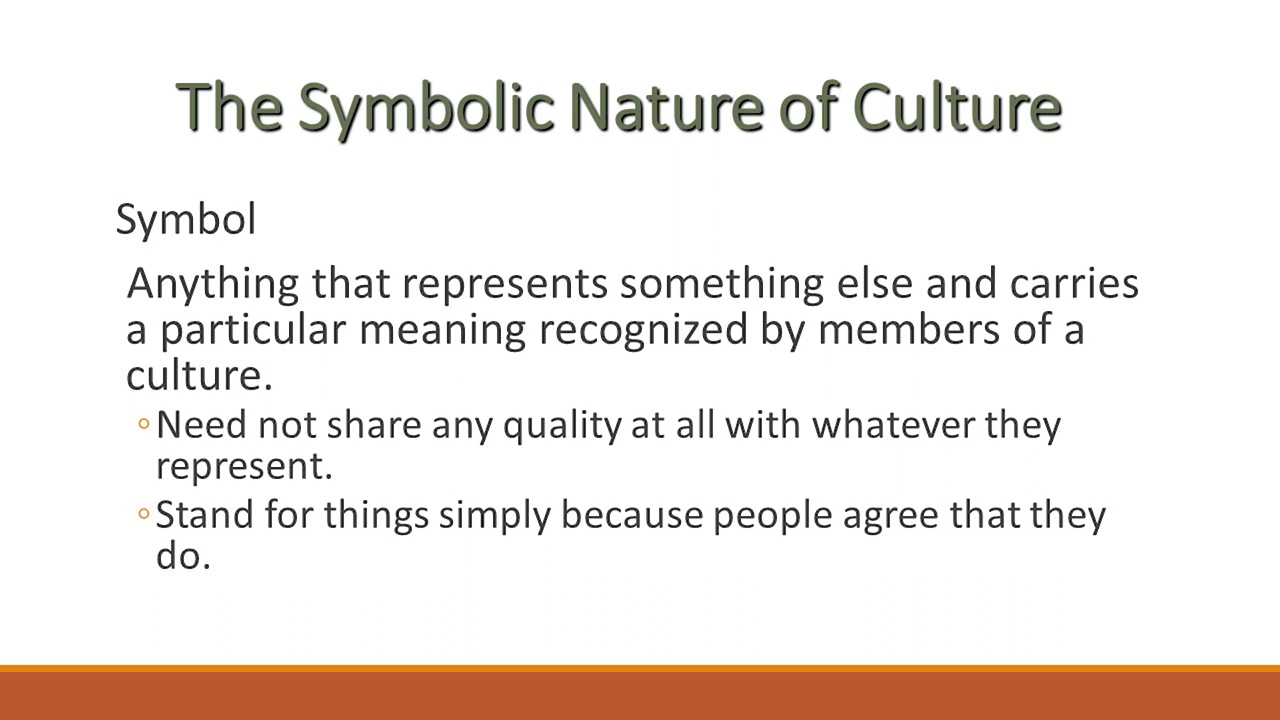 The Symbolic Nature of Culture
Symbol
Anything that represents something else and carries
a particular meaning recognized by members of a
culture.
◦Need not share any quality at all with whatever they
represent.
◦Stand for things simply because people agree that they
do.